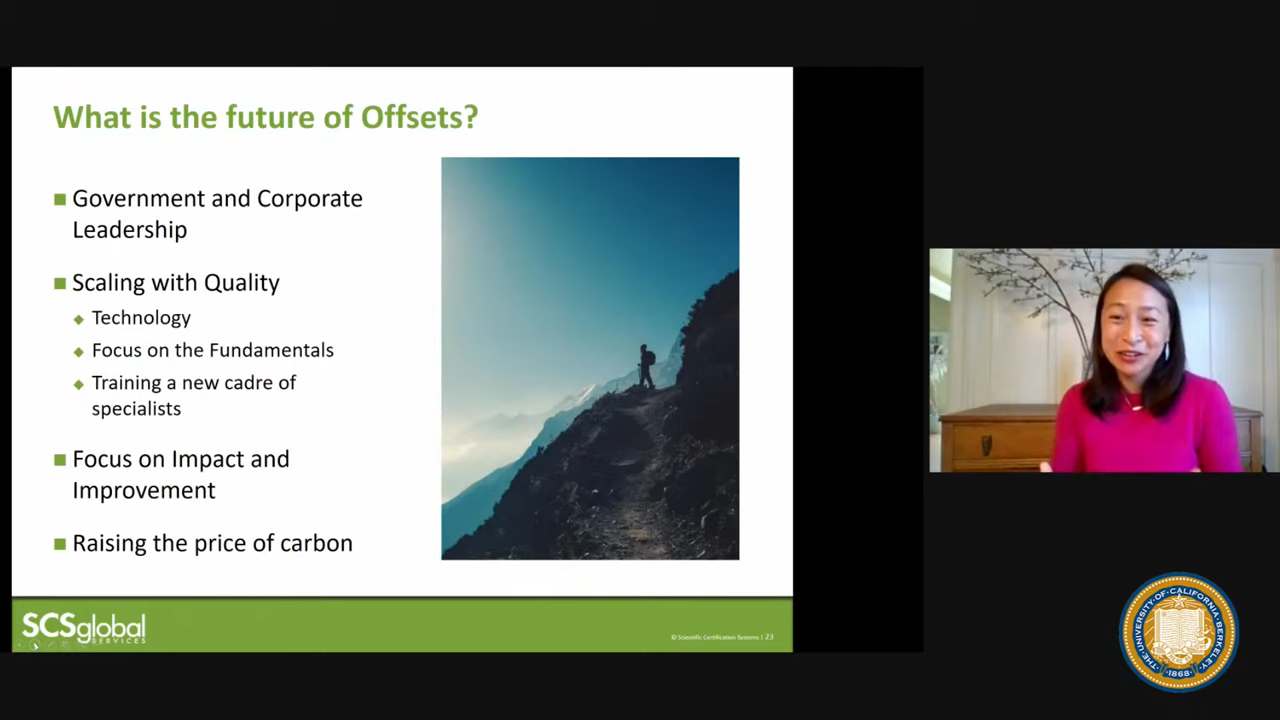 What is the future of Offsets?
■ Government and Corporate
Leadership
■ Scaling with Quality
◆ Technology
◆ Focus on the Fundamentals
◆ Training a new cadre of
specialists
■ Focus on Impact and
Improvement
■ Raising the price of carbon
SCSglobal
SERVICES
© Scientific Certification Systems | 23
THE·UNIVERSITY·OF·CALIFORNIA·BERKELEY
·1868·